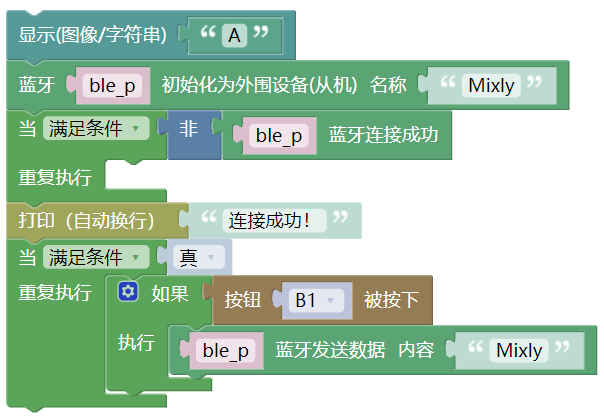 显示(图像/字符串) “ A ”
蓝牙 ble_p 初始化为外围设备(从机) 名称 “ Mixly ”
当 满足条件 非 ble_p 蓝牙连接成功
重复执行
打印（自动换行） “ 连接成功！ ”
当 满足条件 真
重复执行 如果 按钮 B1 被按下
执行 ble_p 蓝牙发送数据 内容 “ Mixly ”